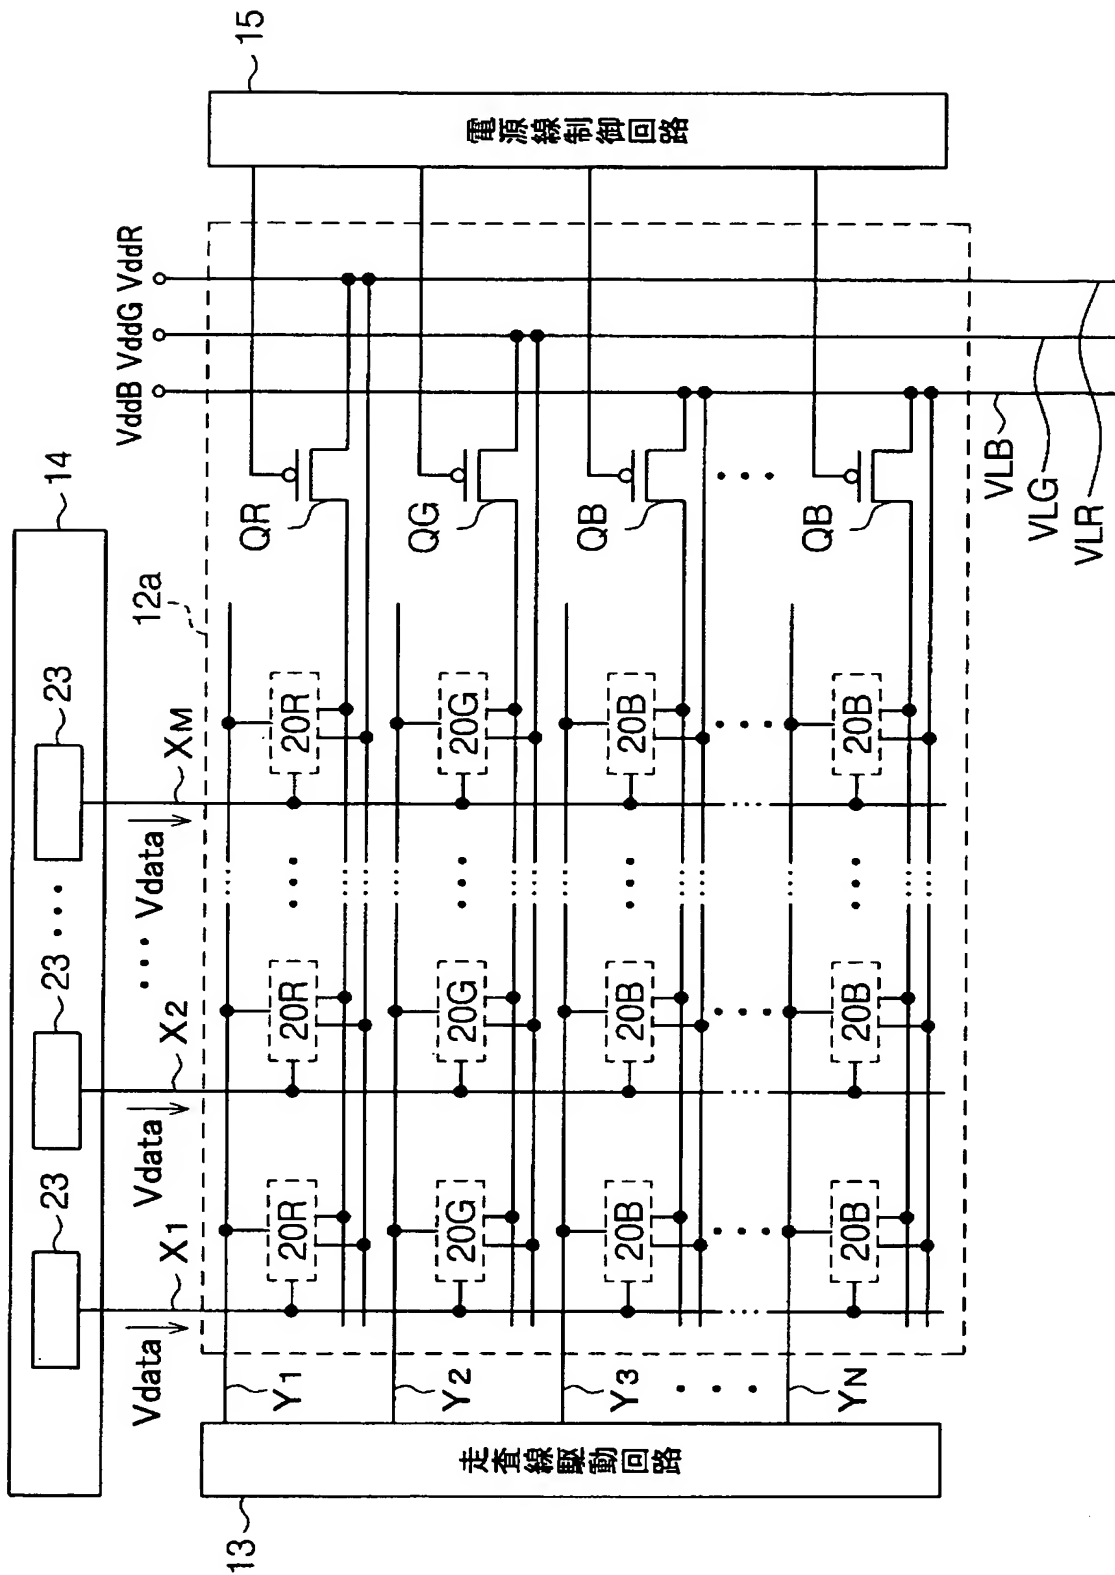 14
23
23
23
...
12a
X1
X2
XM
Vdata
Vdata
...
Vdata
VddB
VddG
VddR
13
走査線駆動回路
15
電源線制御回路
Y1
20R
20R
...
20R
QR
Y2
20G
20G
...
20G
QG
Y3
20B
20B
...
20B
QB
YN
20B
20B
...
20B
QB
VLB
VLG
VLR